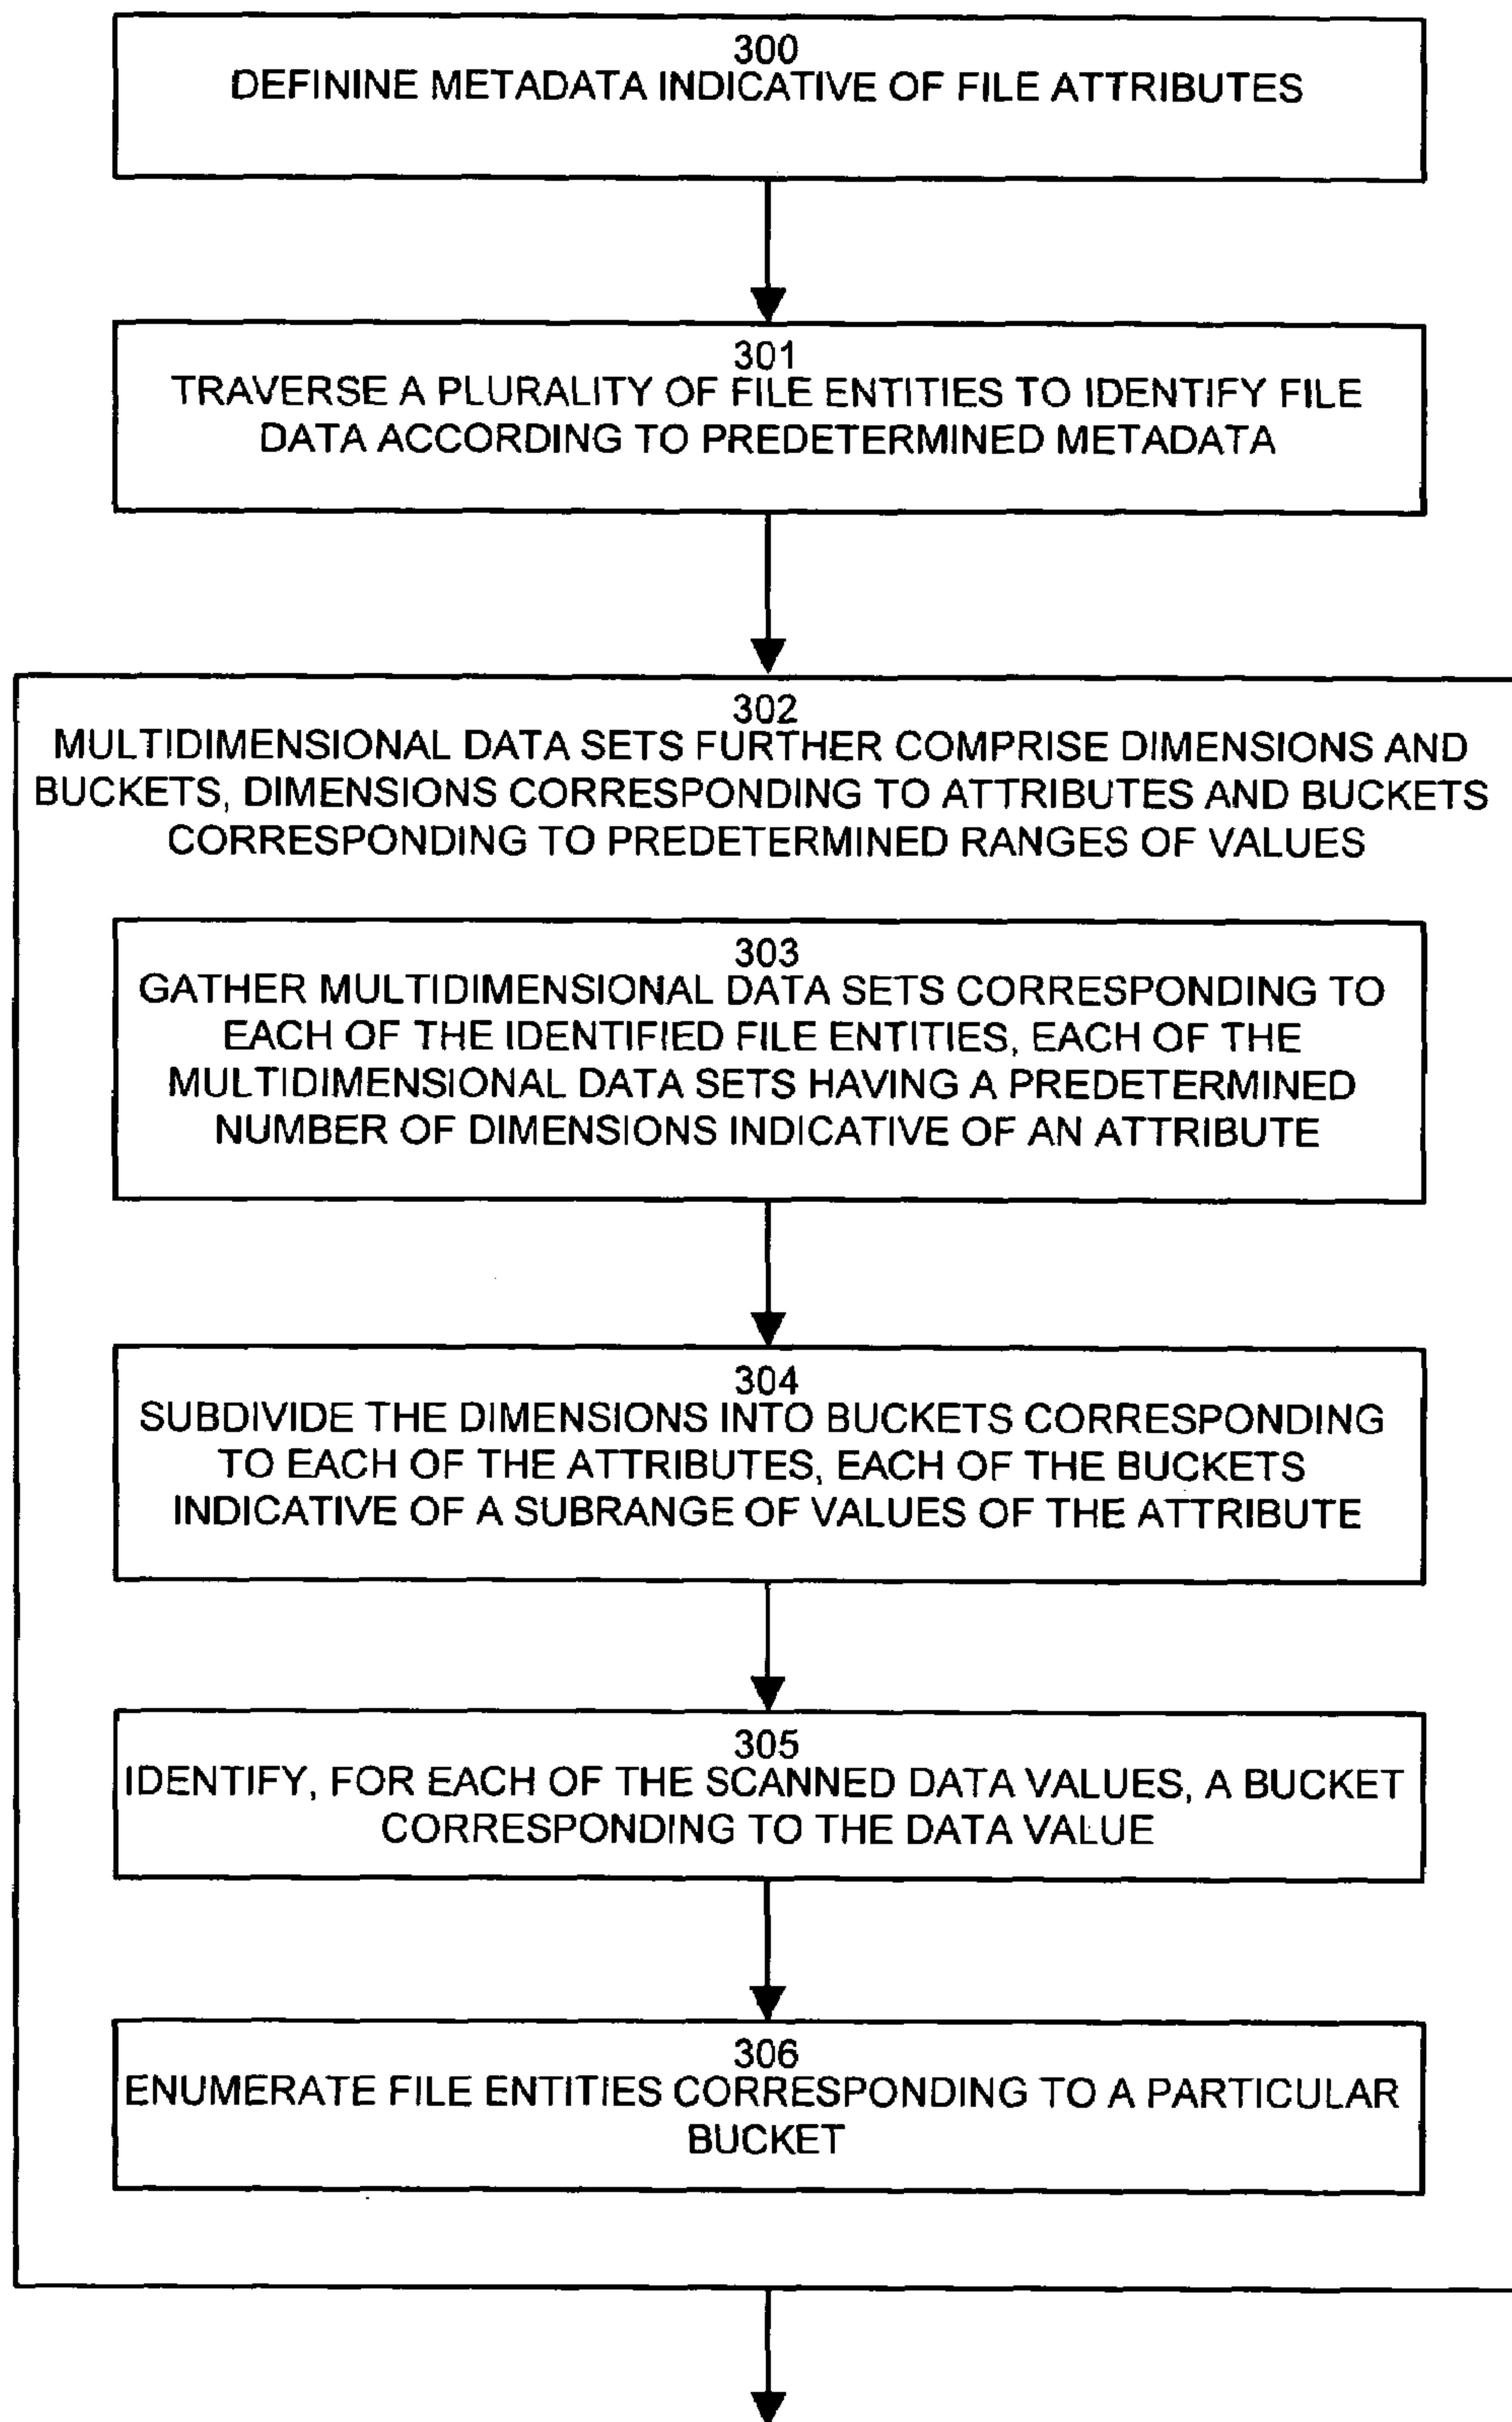 300
DEFININE METADATA INDICATIVE OF FILE ATTRIBUTES
301
TRAVERSE A PLURALITY OF FILE ENTITIES TO IDENTIFY FILE
DATA ACCORDING TO PREDETERMINED METADATA
302
MULTIDIMENSIONAL DATA SETS FURTHER COMPRISE DIMENSIONS AND
BUCKETS, DIMENSIONS CORRESPONDING TO ATTRIBUTES AND BUCKETS
CORRESPONDING TO PREDETERMINED RANGES OF VALUES
303
GATHER MULTIDIMENSIONAL DATA SETS CORRESPONDING TO
EACH OF THE IDENTIFIED FILE ENTITIES, EACH OF THE
MULTIDIMENSIONAL DATA SETS HAVING A PREDETERMINED
NUMBER OF DIMENSIONS INDICATIVE OF AN ATTRIBUTE
304
SUBDIVIDE THE DIMENSIONS INTO BUCKETS CORRESPONDING
TO EACH OF THE ATTRIBUTES, EACH OF THE BUCKETS
INDICATIVE OF A SUBRANGE OF VALUES OF THE ATTRIBUTE
305
IDENTIFY, FOR EACH OF THE SCANNED DATA VALUES, A BUCKET
CORRESPONDING TO THE DATA VALUE
306
ENUMERATE FILE ENTITIES CORRESPONDING TO A PARTICULAR
BUCKET